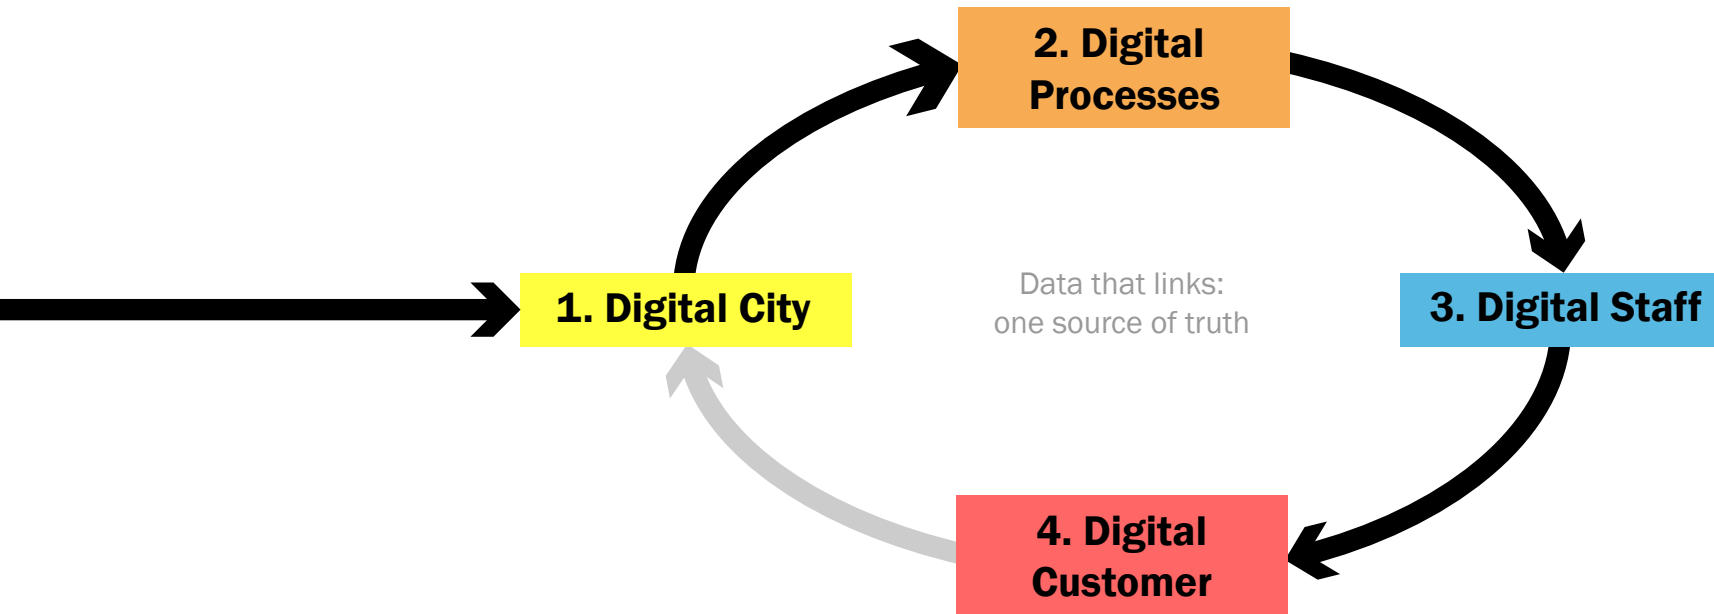 2. Digital
Processes
1. Digital City
Data that links:
one source of truth
3. Digital Staff
4. Digital
Customer